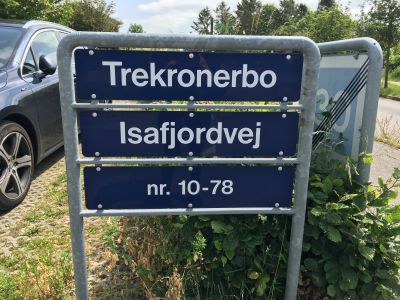 Trekronerbo
Isafjordvej
nr. 10-78